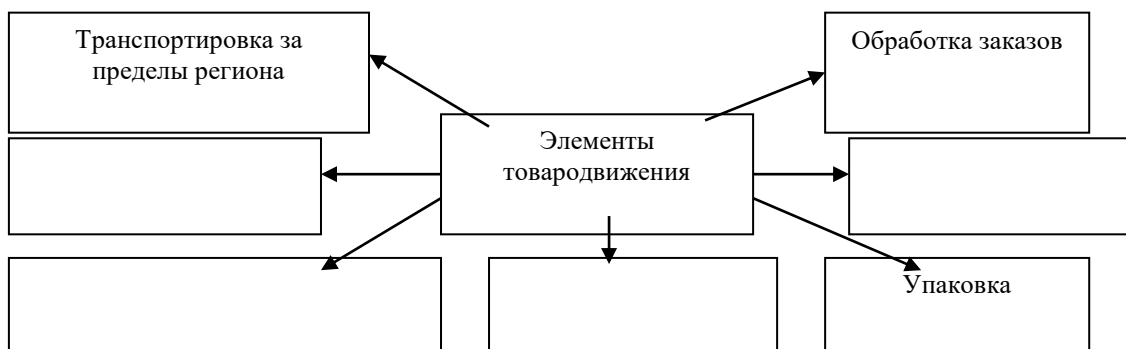 Транспортировка за
пределы региона
Обработка заказов
Элементы
товародвижения
Упаковка